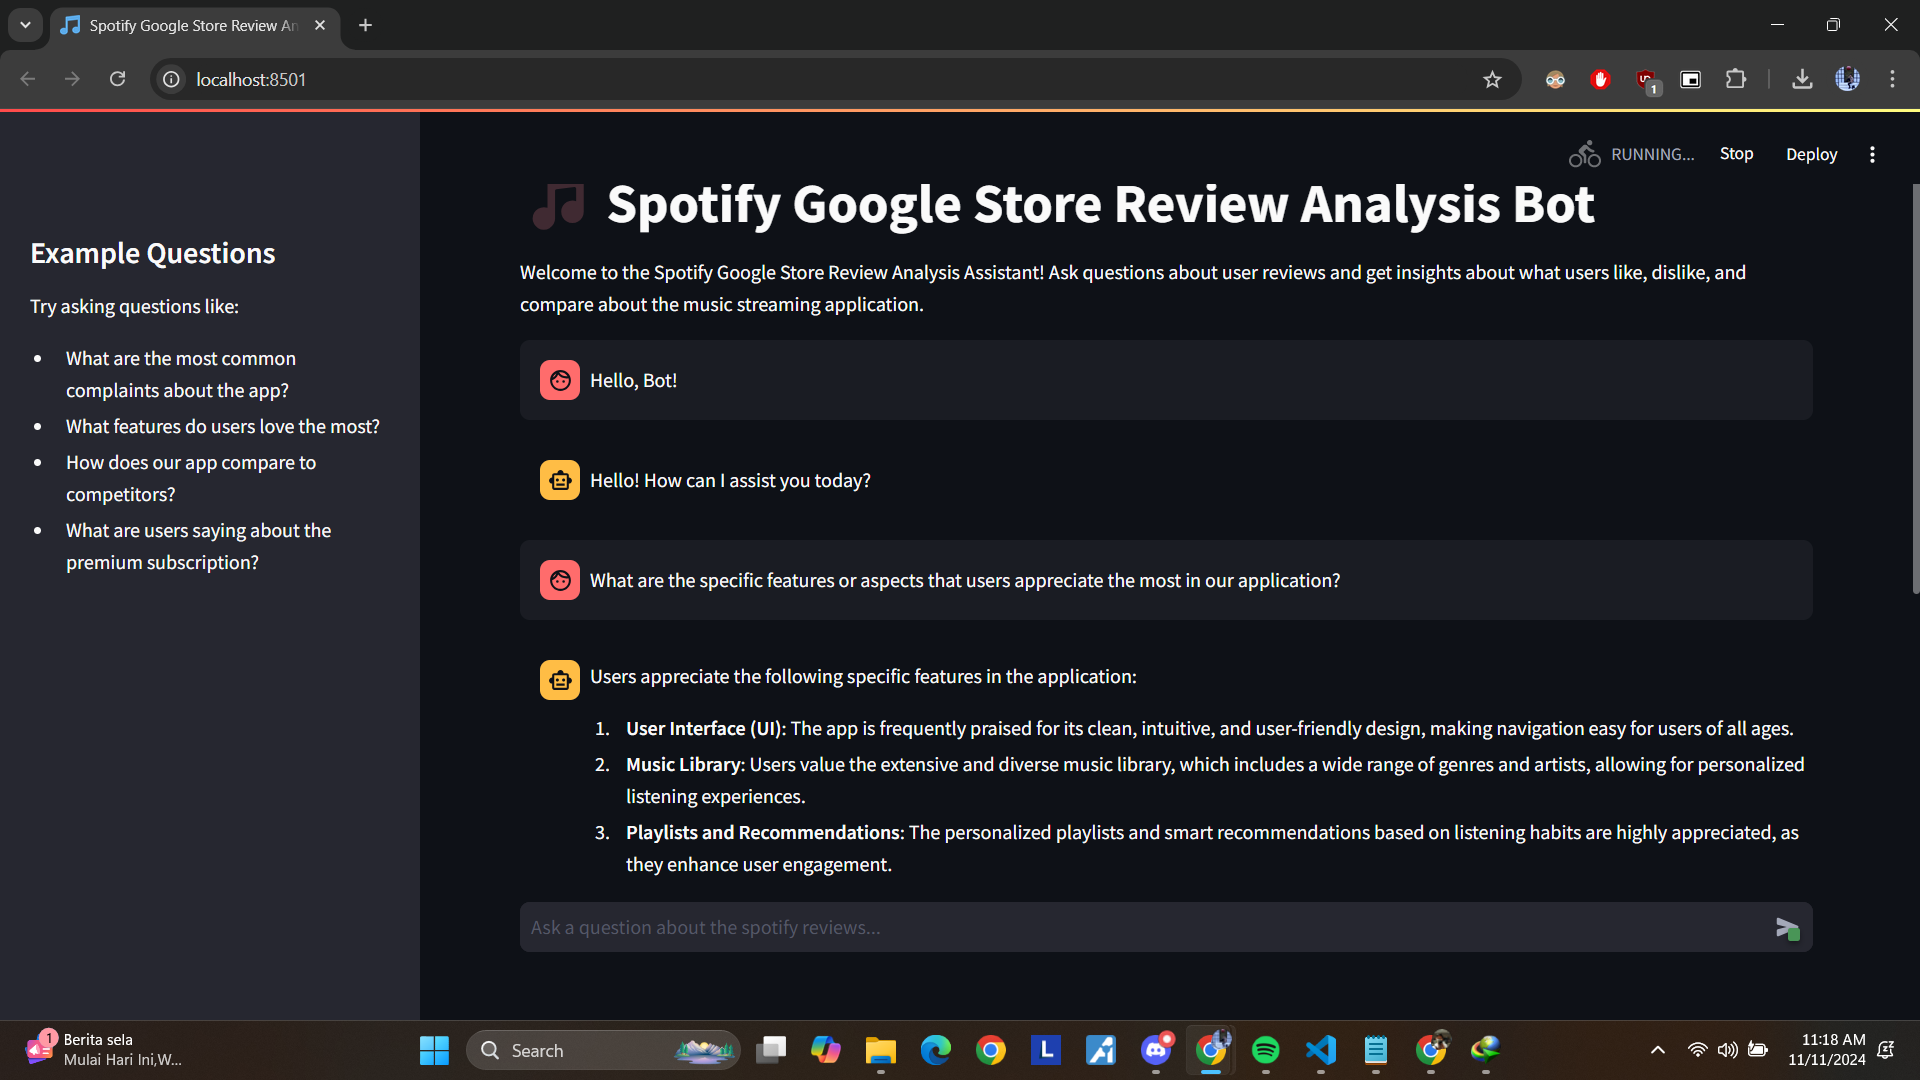 Spotify Google Store Review An
localhost:8501
1
RUNNING...
Stop
Deploy
Example Questions
Try asking questions like:
What are the most common
complaints about the app?
What features do users love the most?
How does our app compare to
competitors?
What are users saying about the
premium subscription?
Spotify Google Store Review Analysis Bot
Welcome to the Spotify Google Store Review Analysis Assistant! Ask questions about user reviews and get insights about what users like, dislike, and
compare about the music streaming application.
Hello, Bot!
Hello! How can I assist you today?
What are the specific features or aspects that users appreciate the most in our application?
Users appreciate the following specific features in the application:
1. User Interface (UI): The app is frequently praised for its clean, intuitive, and user-friendly design, making navigation easy for users of all ages.
2. Music Library: Users value the extensive and diverse music library, which includes a wide range of genres and artists, allowing for personalized
listening experiences.
3. Playlists and Recommendations: The personalized playlists and smart recommendations based on listening habits are highly appreciated, as
they enhance user engagement.
Ask a question about the spotify reviews...
1
Berita sela
Mulai Hari Ini,W...
Search
L
11:18 AM
11/11/2024